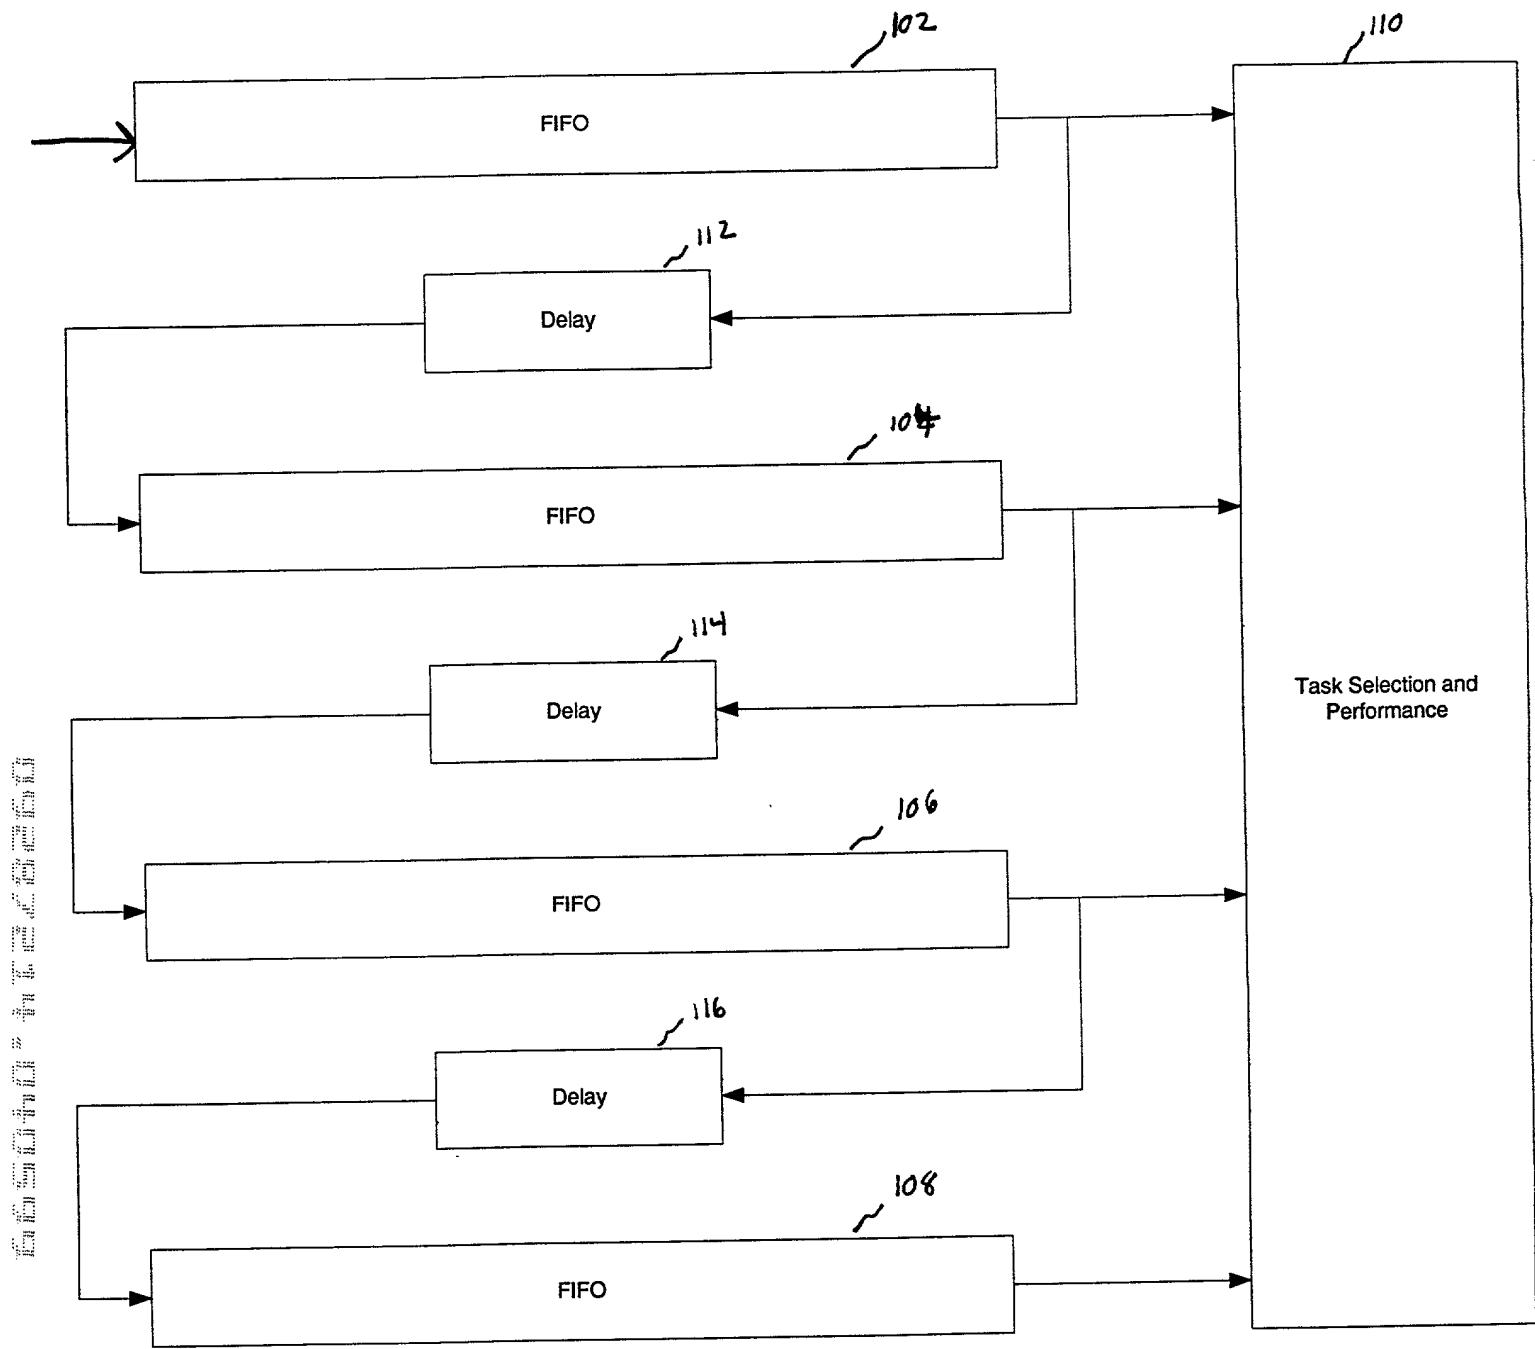 102
110
FIFO
112
Delay
104
FIFO
114
Delay
Task Selection and
Performance
106
FIFO
116
Delay
108
FIFO